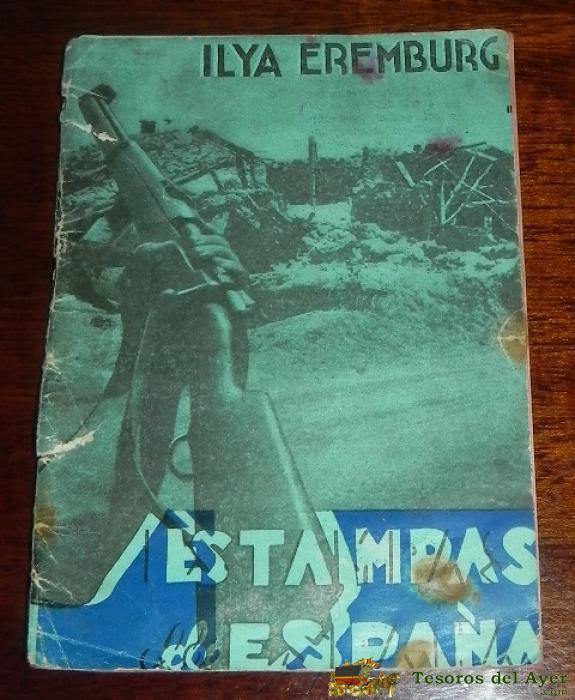 ILYA EREMBURG
ESTAMPAS
de ESPAÑA
Tesoros del Ayer
.com